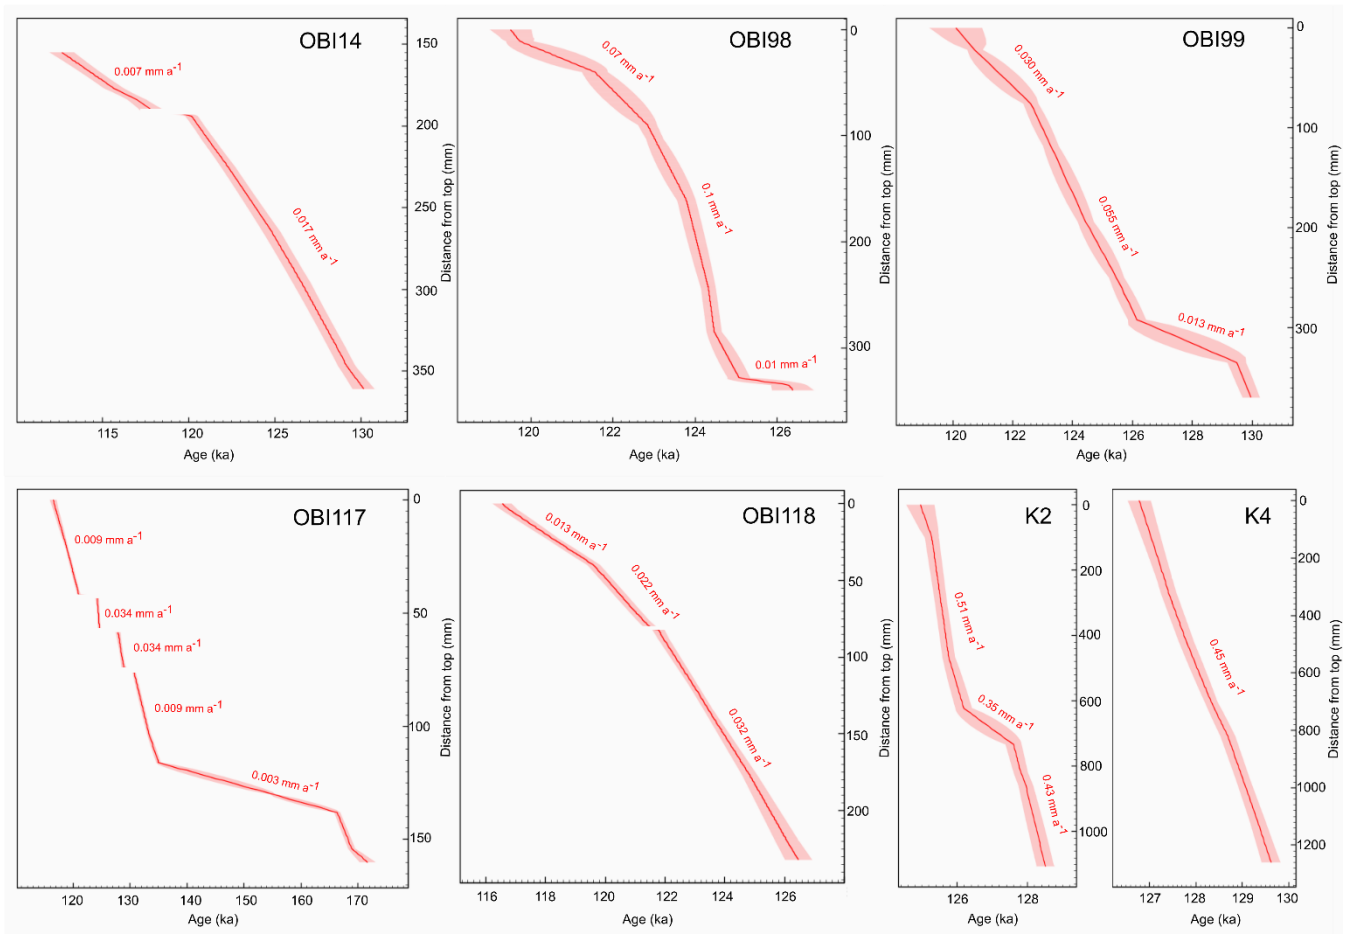 OBI14
150
200
250
300
350
Distance from top (mm)
0.007 mm a⁻¹
0.017 mm a⁻¹
115
120
125
130
Age (ka)
OBI98
0
100
200
300
Distance from top (mm)
0.07 mm a⁻¹
0.1 mm a⁻¹
0.01 mm a⁻¹
120
122
124
126
Age (ka)
OBI99
0
100
200
300
Distance from top (mm)
0.030 mm a⁻¹
0.055 mm a⁻¹
0.013 mm a⁻¹
120
122
124
126
128
130
Age (ka)
OBI117
0
50
100
150
Distance from top (mm)
0.009 mm a⁻¹
0.034 mm a⁻¹
0.034 mm a⁻¹
0.009 mm a⁻¹
0.003 mm a⁻¹
120
130
140
150
160
170
Age (ka)
OBI118
0
50
100
150
200
Distance from top (mm)
0.013 mm a⁻¹
0.022 mm a⁻¹
0.032 mm a⁻¹
116
118
120
122
124
126
Age (ka)
K2
0
200
400
600
800
1000
0.51 mm a⁻¹
0.35 mm a⁻¹
0.43 mm a⁻¹
126
128
Age (ka)
K4
0
200
400
600
800
1000
1200
Distance from top (mm)
0.45 mm a⁻¹
127
128
129
130
Age (ka)